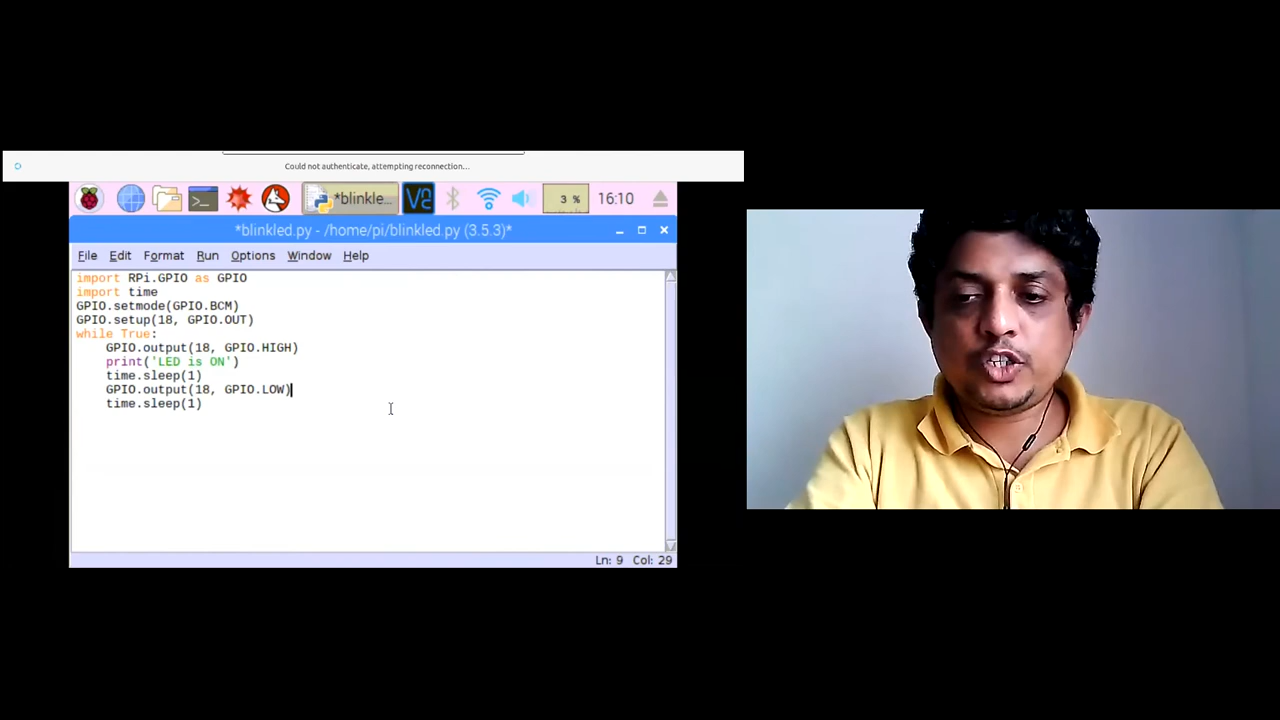 Could not authenticate, attempting reconnection...
*blinkle...
3 %
16:10
*blinkled.py - /home/pi/blinkled.py (3.5.3)*
File Edit Format Run Options Window Help
import RPi.GPIO as GPIO
import time
GPIO.setmode(GPIO.BCM)
GPIO.setup(18, GPIO.OUT)
while True:
    GPIO.output(18, GPIO.HIGH)
    print('LED is ON')
    time.sleep(1)
    GPIO.output(18, GPIO.LOW)
    time.sleep(1)
Ln: 9 Col: 29